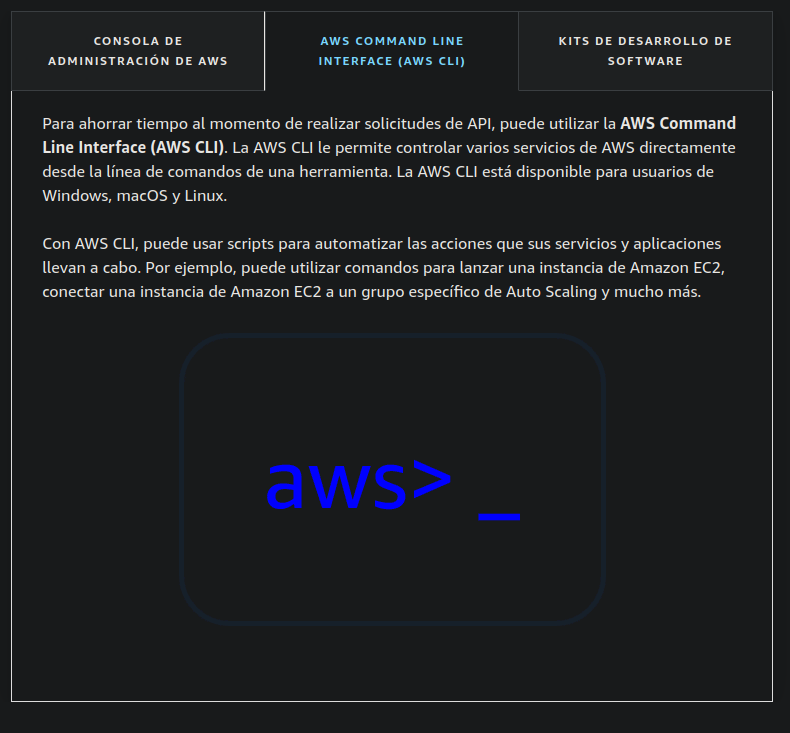 CONSOLA DE
ADMINISTRACIÓN DE AWS
AWS COMMAND LINE
INTERFACE (AWS CLI)
KITS DE DESARROLLO DE
SOFTWARE
Para ahorrar tiempo al momento de realizar solicitudes de API, puede utilizar la AWS Command
Line Interface (AWS CLI). La AWS CLI le permite controlar varios servicios de AWS directamente
desde la línea de comandos de una herramienta. La AWS CLI está disponible para usuarios de
Windows, macOS y Linux.
Con AWS CLI, puede usar scripts para automatizar las acciones que sus servicios y aplicaciones
llevan a cabo. Por ejemplo, puede utilizar comandos para lanzar una instancia de Amazon EC2,
conectar una instancia de Amazon EC2 a un grupo específico de Auto Scaling y mucho más.
aws> _